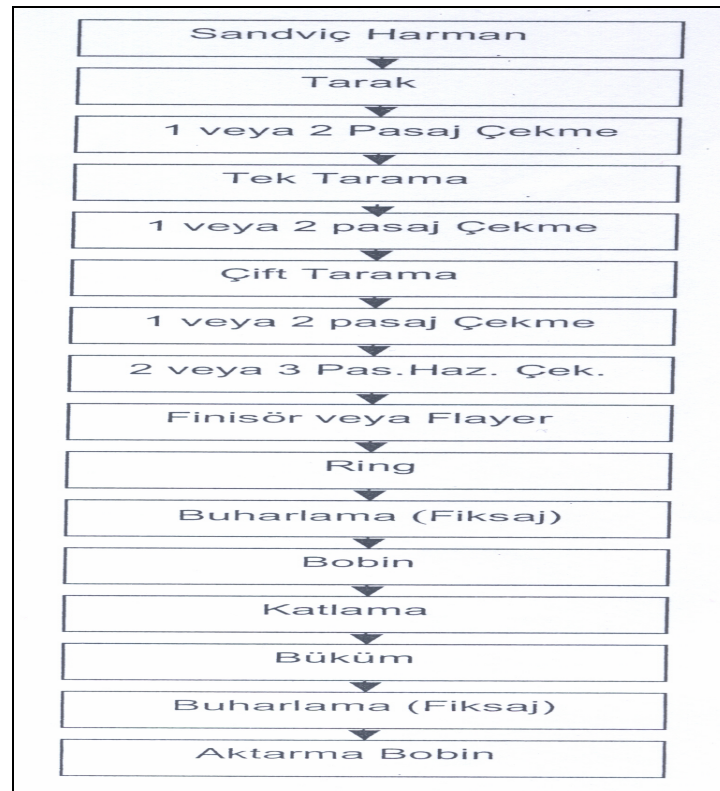 Sandviç Harman
Tarak
1 veya 2 Pasaj Çekme
Tek Tarama
1 veya 2 pasaj Çekme
Çift Tarama
1 veya 2 pasaj Çekme
2 veya 3 Pas.Haz. Çek.
Finisör veya Flayer
Ring
Buharlama (Fiksaj)
Bobin
Katlama
Büküm
Buharlama (Fiksaj)
Aktarma Bobin